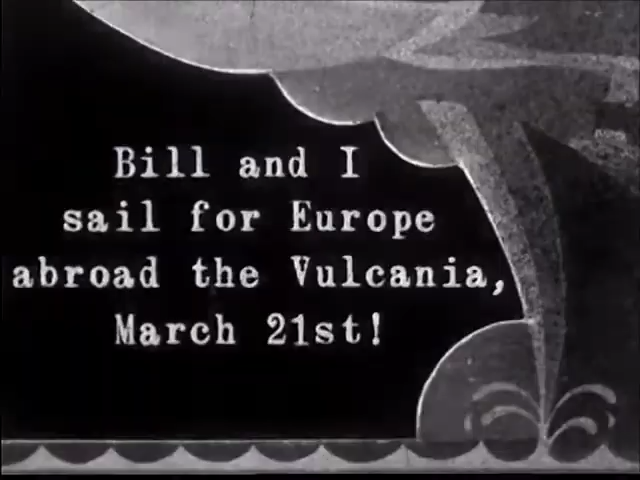 Bill and I
sail for Europe
abroad the Vulcania,
March 21st!